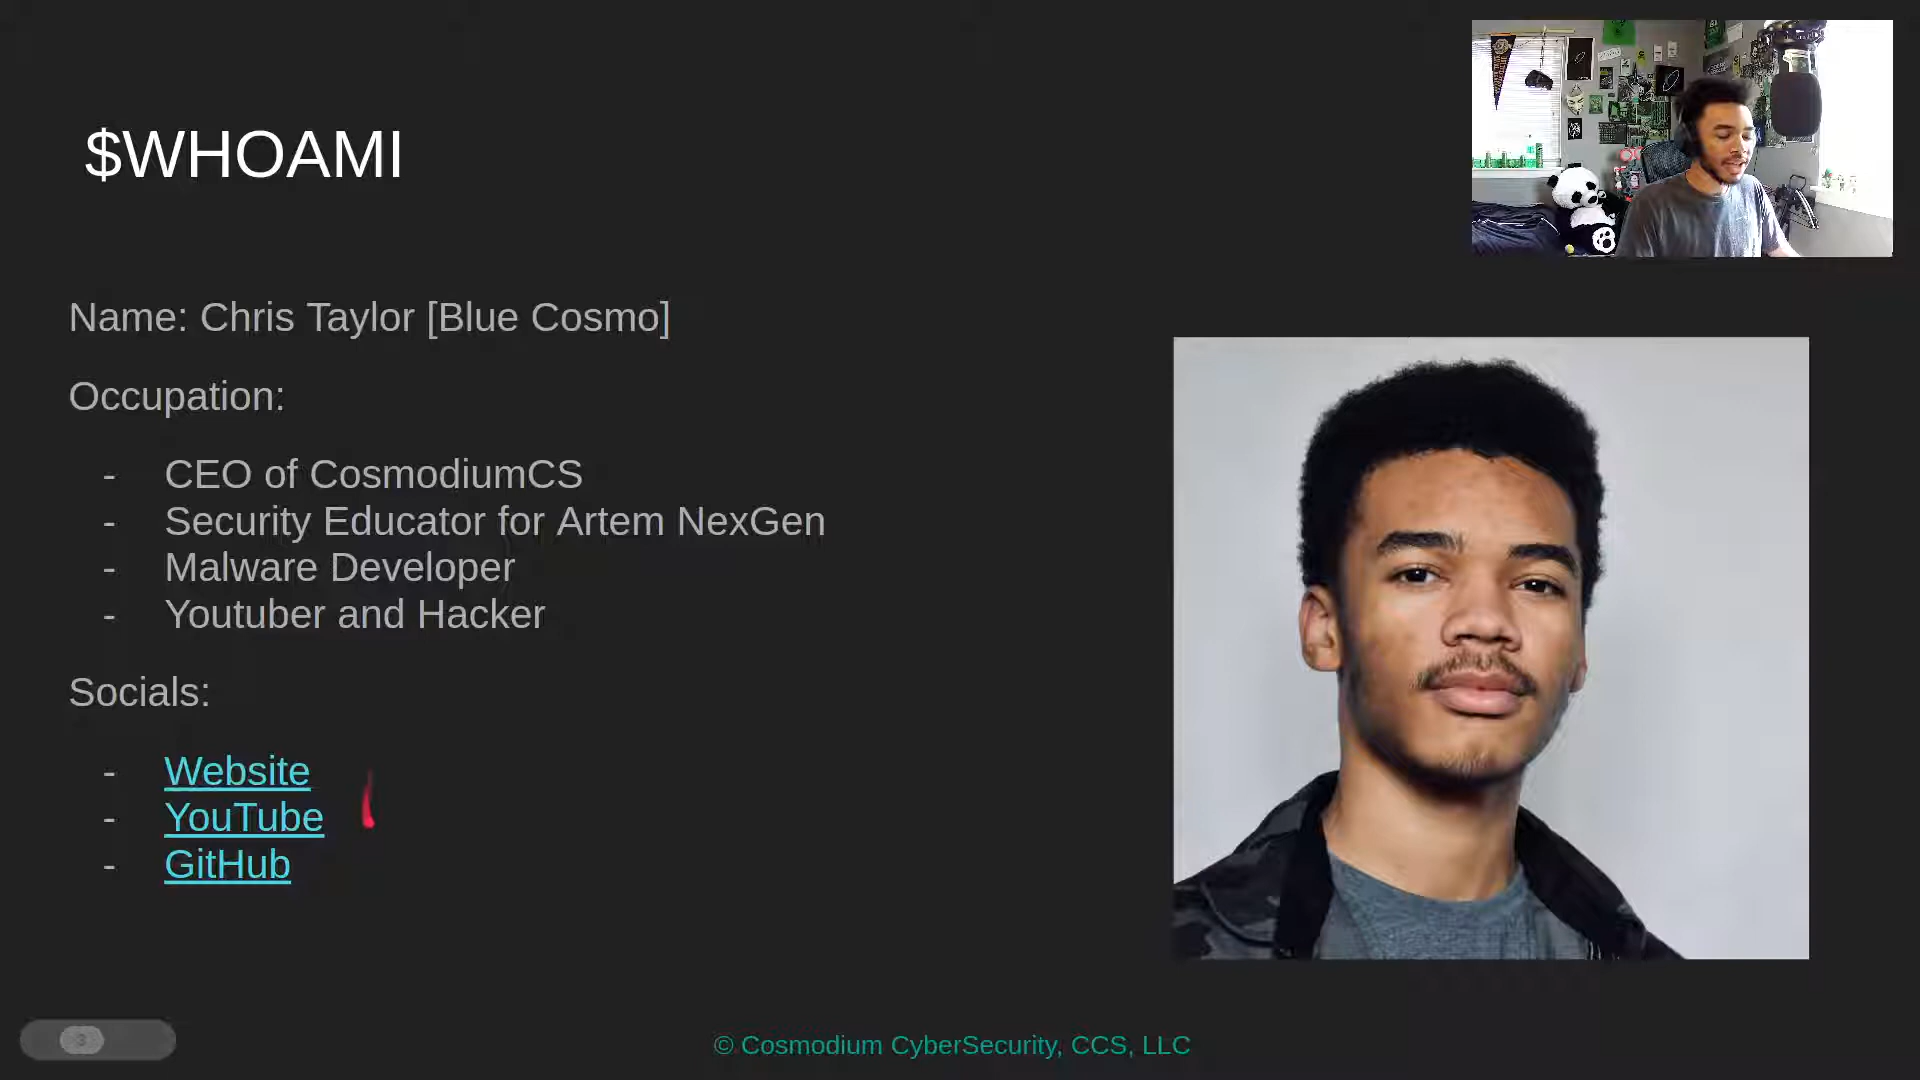 $WHOAMI
Name: Chris Taylor [Blue Cosmo]
Occupation:
- CEO of CosmodiumCS
- Security Educator for Artem NexGen
- Malware Developer
- Youtuber and Hacker
Socials:
- Website
- YouTube
- GitHub
3
© Cosmodium CyberSecurity, CCS, LLC